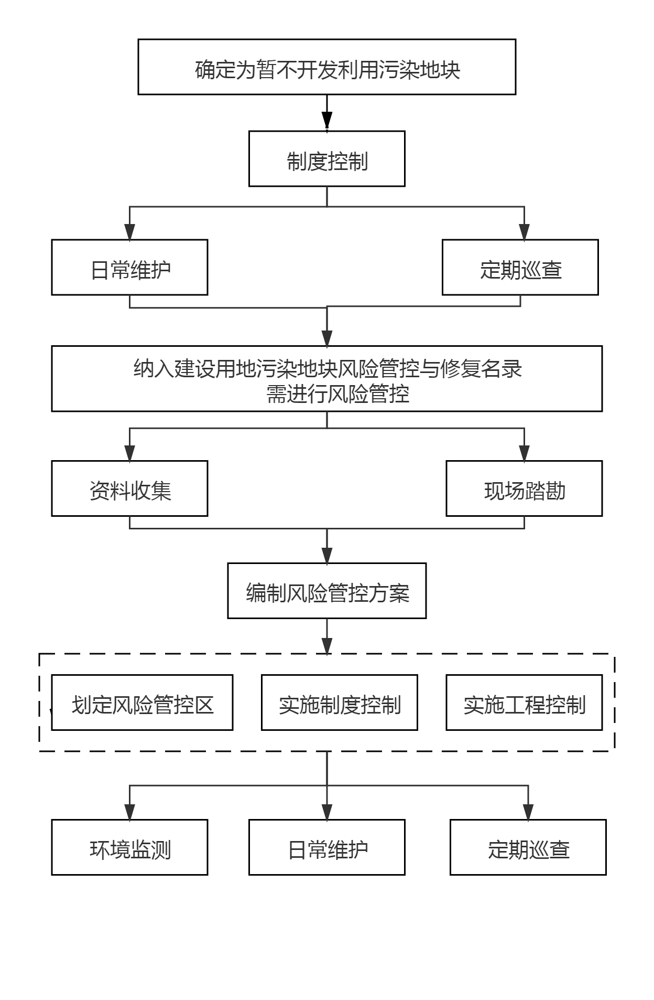 确定为暂不开发利用污染地块
制度控制
日常维护
定期巡查
纳入建设用地污染地块风险管控与修复名录
需进行风险管控
资料收集
现场踏勘
编制风险管控方案
划定风险管控区
实施制度控制
实施工程控制
环境监测
日常维护
定期巡查